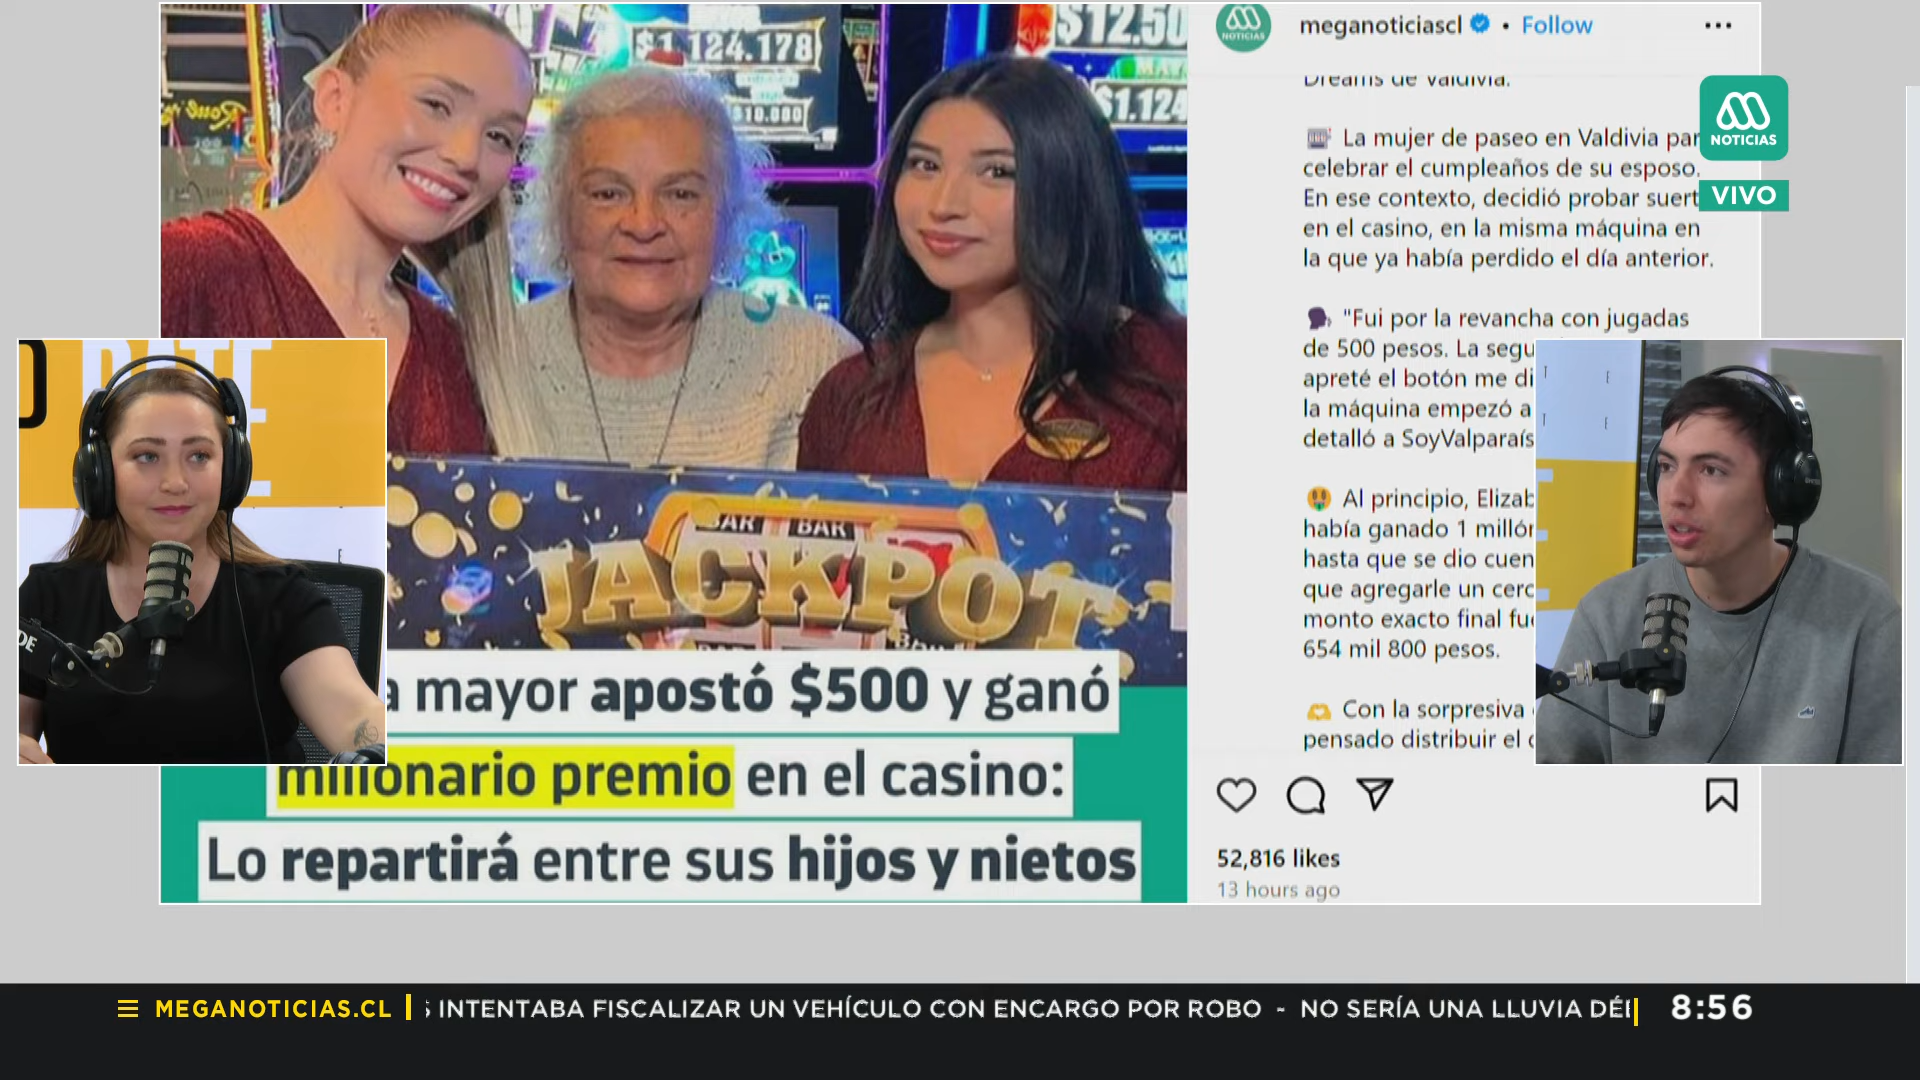 $1.124.178
$10.000
$12.50
$1.124
BAR BAR
JACKPOT
mayor apostó $500 y ganó
millonario premio en el casino:
Lo repartirá entre sus hijos y nietos
NOTICIAS
meganoticiascl • Follow
Dreams de Valdivia.
La mujer de paseo en Valdivia par
celebrar el cumpleaños de su esposo.
En ese contexto, decidió probar suert
en el casino, en la misma máquina en
la que ya había perdido el día anterior.
"Fui por la revancha con jugadas
de 500 pesos. La segu
apreté el botón me di
la máquina empezó a
detalló a SoyValparaís
Al principio, Elizab
había ganado 1 millór
hasta que se dio cuen
que agregarle un cerc
monto exacto final fue
654 mil 800 pesos.
Con la sorpresiva
pensado distribuir el
52,816 likes
13 hours ago
NOTICIAS
VIVO
MEGANOTICIAS.CL
S INTENTABA FISCALIZAR UN VEHÍCULO CON ENCARGO POR ROBO - NO SERÍA UNA LLUVIA DÉ
8:56